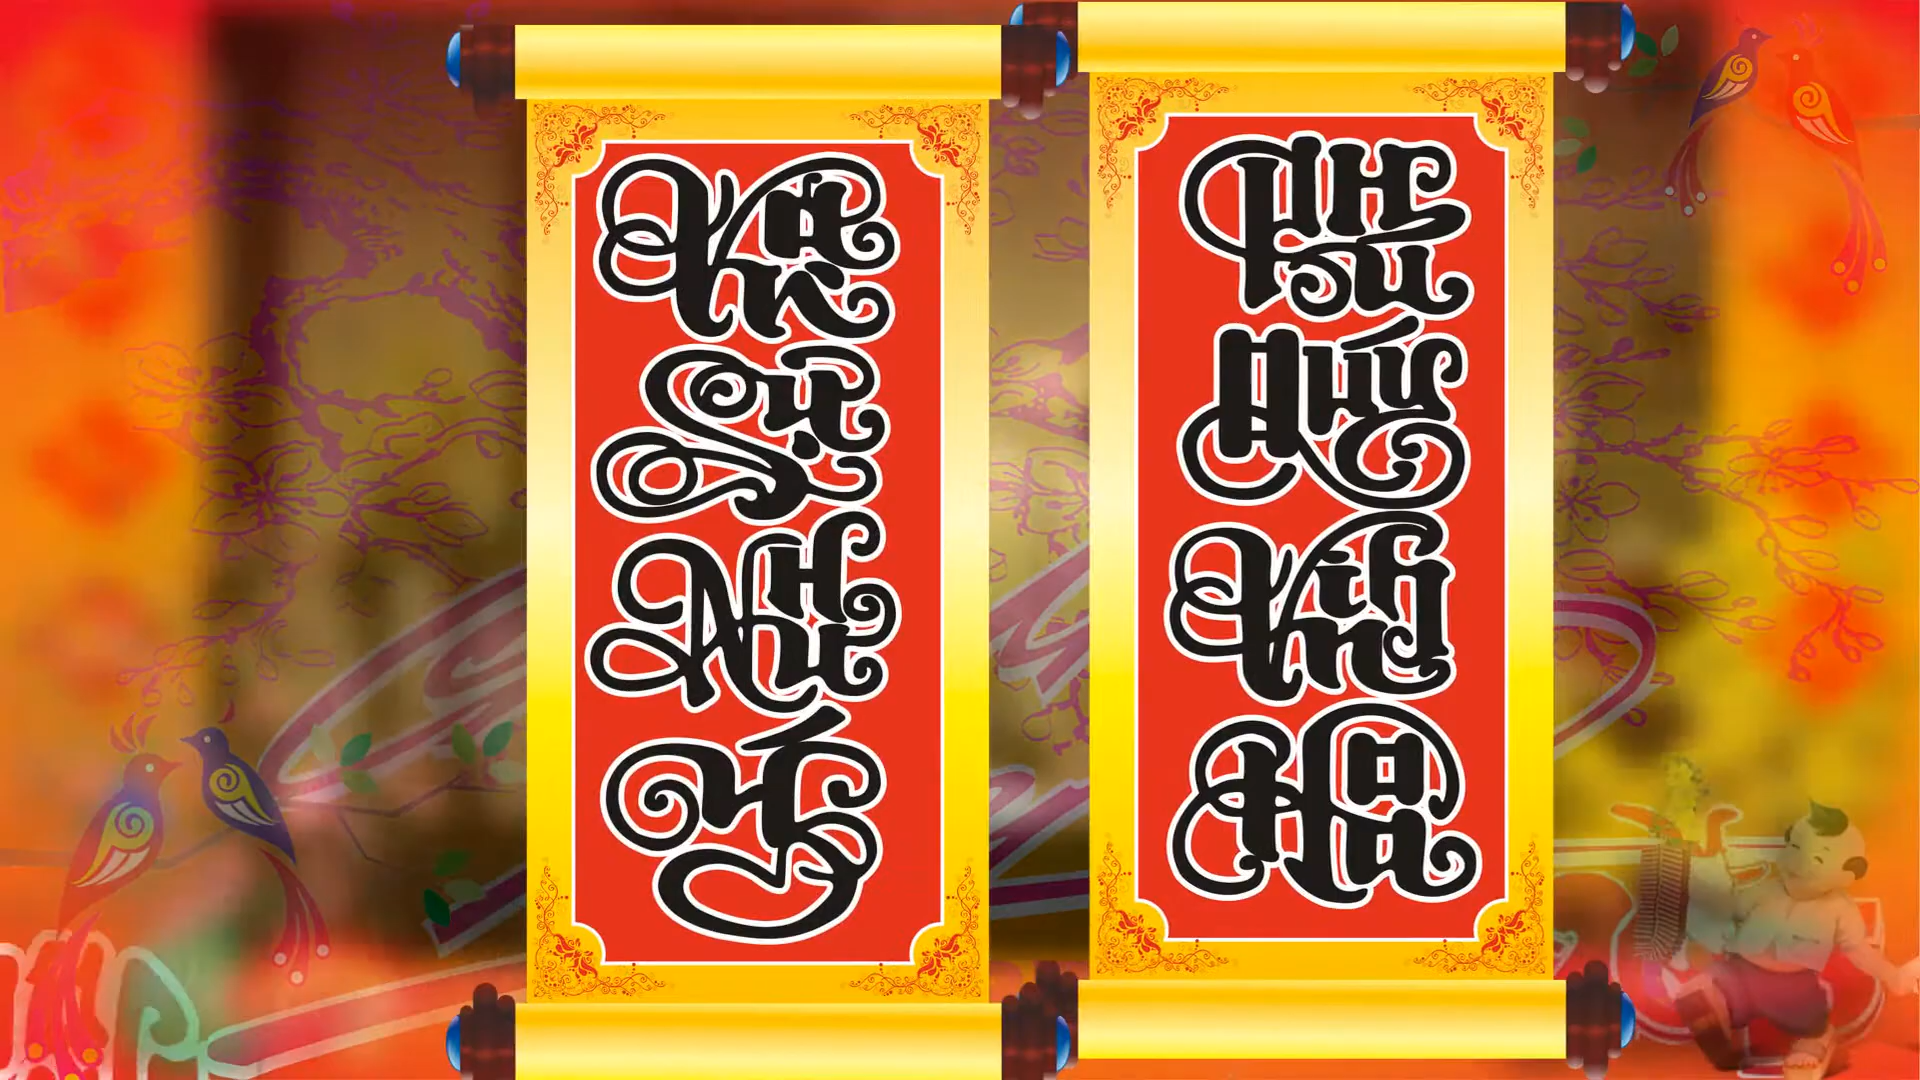 Vạn
Sự
Như
Ý
Phú
Quý
Vinh
Hoa